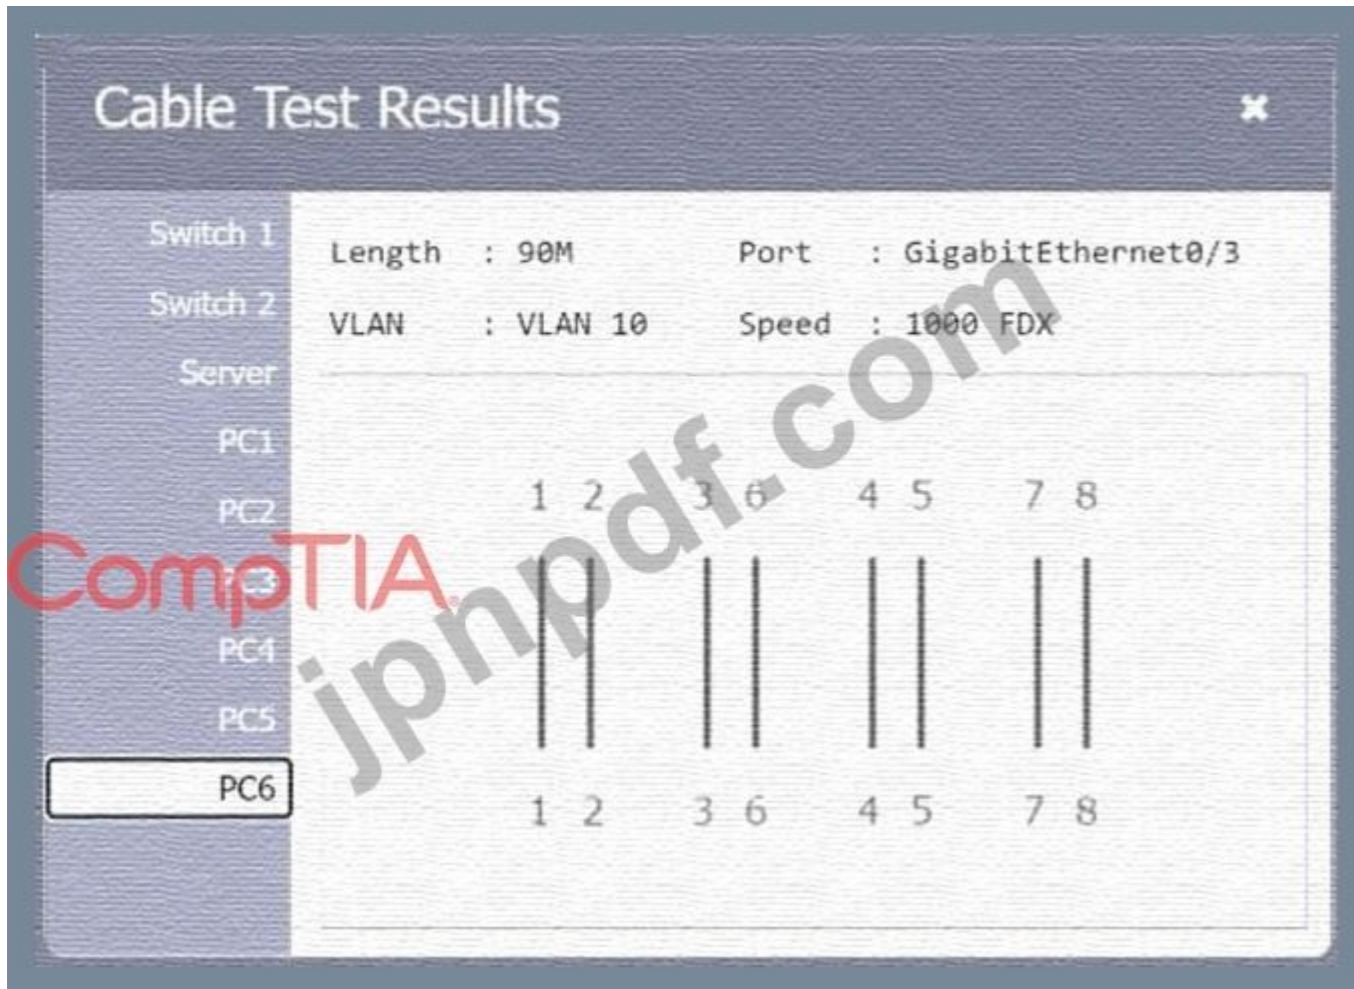 Cable Test Results ×
Switch 1
Switch 2
Server
PC1
PC2
PC3
PC4
PC5
PC6
Length : 90M Port : GigabitEthernet0/3
VLAN : VLAN 10 Speed : 1000 FDX
1 2 3 6 4 5 7 8
1 2 3 6 4 5 7 8
CompTIA.
jpnpdf.com